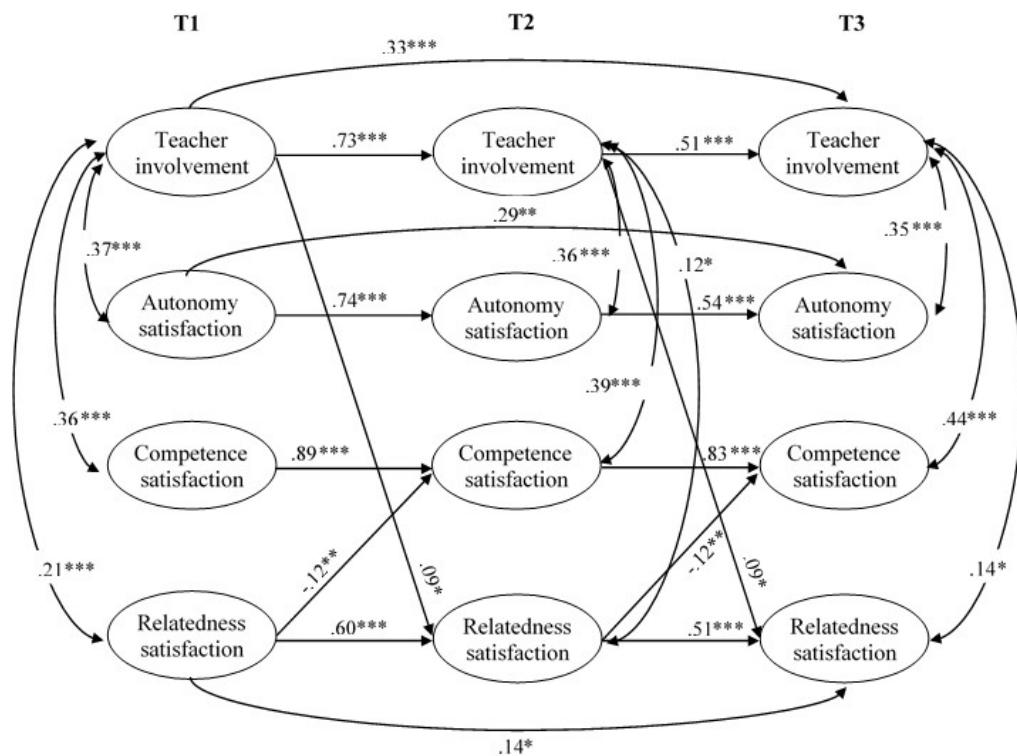 T1 T2 T3
.33***
Teacher
involvement
.73***
Teacher
involvement
.51***
Teacher
involvement
.29**
.37***
.36***
.12*
.35***
Autonomy
satisfaction
.74***
Autonomy
satisfaction
.54***
Autonomy
satisfaction
.39***
.36***
.44***
Competence
satisfaction
.89***
Competence
satisfaction
.83***
Competence
satisfaction
-.12**
.09*
-.12**
.09*
.21***
.14*
Relatedness
satisfaction
.60***
Relatedness
satisfaction
.51***
Relatedness
satisfaction
.14*